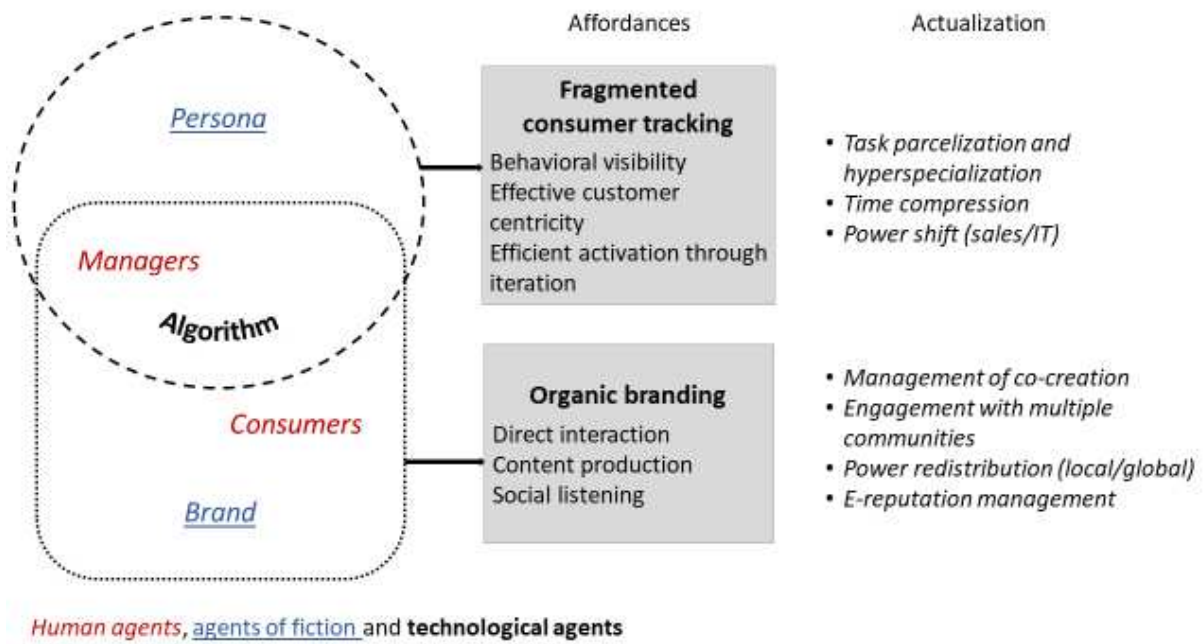 Affordances
Actualization
Persona
Managers
Algorithm
Consumers
Brand
Fragmented
consumer tracking
Behavioral visibility
Effective customer
centricity
Efficient activation through
iteration
• Task parcelization and
hyperspecialization
• Time compression
• Power shift (sales/IT)
Organic branding
Direct interaction
Content production
Social listening
• Management of co-creation
• Engagement with multiple
communities
• Power redistribution (local/global)
• E-reputation management
Human agents, agents of fiction and technological agents